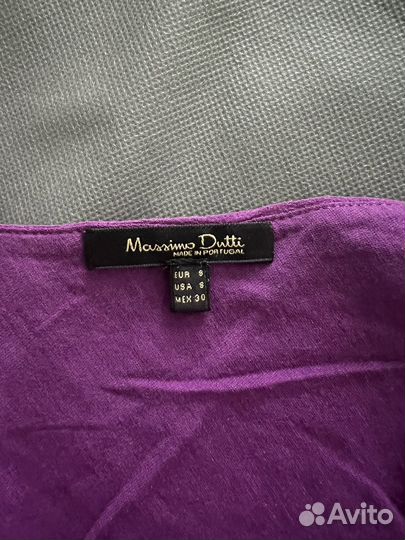 Massimo Dutti
MADE IN PORTUGAL
EUR S
USA S
MEX 30
Avito